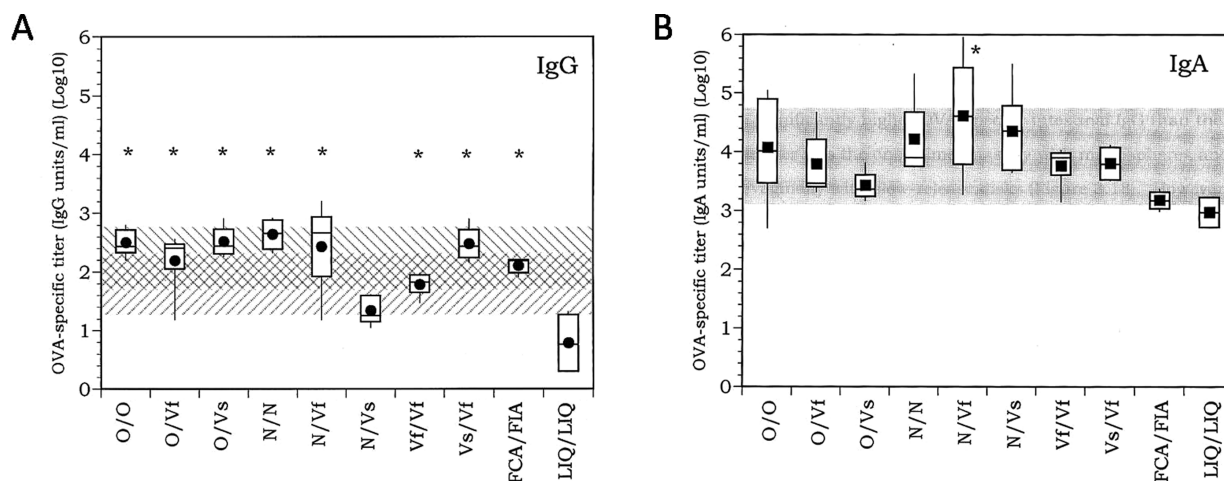 A
OVA-specific titer (IgG units/ml) (Log10)
6
5
4
3
2
1
0
IgG
* * * * * * * *
O/O
O/Vf
O/Vs
N/N
N/Vf
N/Vs
Vf/Vf
Vs/Vf
FCA/FIA
LIQ/LIQ
B
OVA-specific titer (IgA units/ml) (Log10)
6
5
4
3
2
1
0
IgA
*
O/O
O/Vf
O/Vs
N/N
N/Vf
N/Vs
Vf/Vf
Vs/Vf
FCA/FIA
LIQ/LIQ